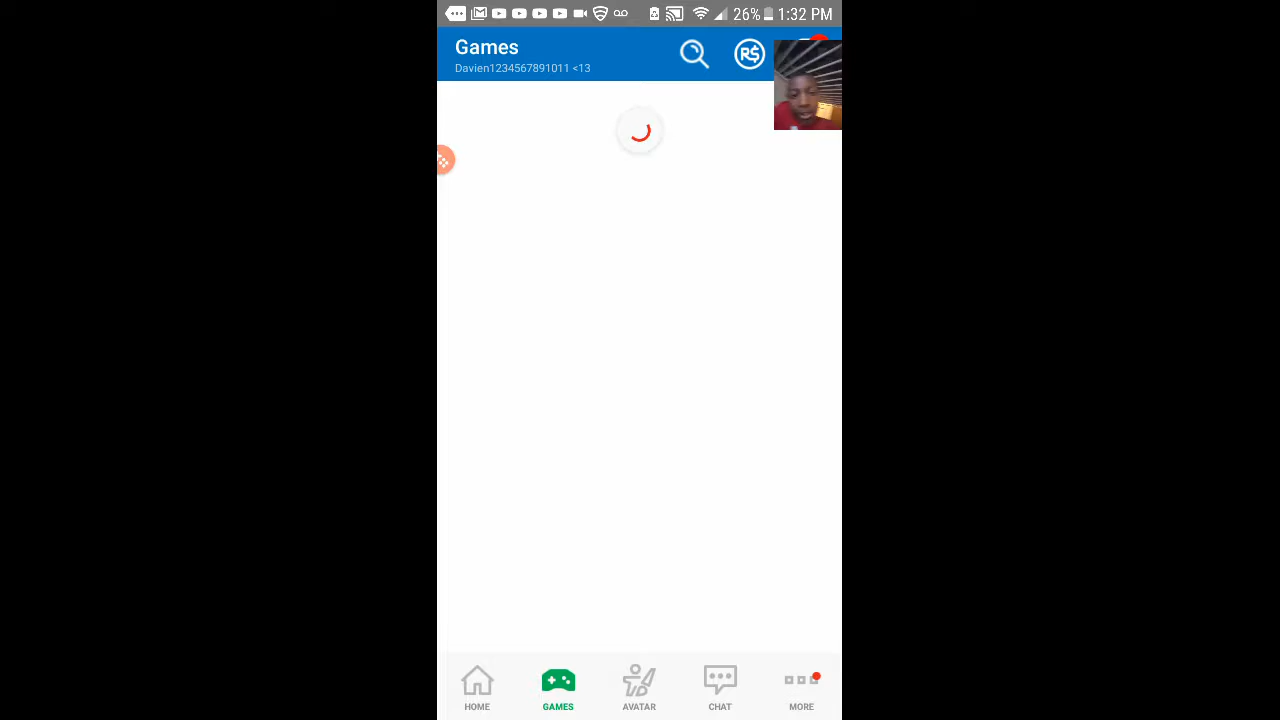 26% 1:32 PM
Games
R$
Davien1234567891011 <13
HOME
GAMES
AVATAR
CHAT
MORE